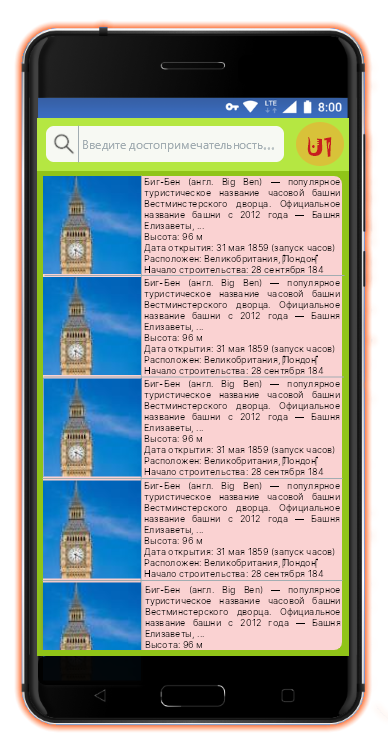 LTE 8:00
Введите достопримечательность...
Биг-Бен (англ. Big Ben) — популярное
туристическое название часовой башни
Вестминстерского дворца. Официальное
название башни с 2012 года — Башня
Елизаветы, ...
Высота: 96 м
Дата открытия: 31 мая 1859 (запуск часов)
Расположен: Великобритания, Лондон
Начало строительства: 28 сентября 184
Биг-Бен (англ. Big Ben) — популярное
туристическое название часовой башни
Вестминстерского дворца. Официальное
название башни с 2012 года — Башня
Елизаветы, ...
Высота: 96 м
Дата открытия: 31 мая 1859 (запуск часов)
Расположен: Великобритания, Лондон
Начало строительства: 28 сентября 184
Биг-Бен (англ. Big Ben) — популярное
туристическое название часовой башни
Вестминстерского дворца. Официальное
название башни с 2012 года — Башня
Елизаветы, ...
Высота: 96 м
Дата открытия: 31 мая 1859 (запуск часов)
Расположен: Великобритания, Лондон
Начало строительства: 28 сентября 184
Биг-Бен (англ. Big Ben) — популярное
туристическое название часовой башни
Вестминстерского дворца. Официальное
название башни с 2012 года — Башня
Елизаветы, ...
Высота: 96 м
Дата открытия: 31 мая 1859 (запуск часов)
Расположен: Великобритания, Лондон
Начало строительства: 28 сентября 184
Биг-Бен (англ. Big Ben) — популярное
туристическое название часовой башни
Вестминстерского дворца. Официальное
название башни с 2012 года — Башня
Елизаветы, ...
Высота: 96 м